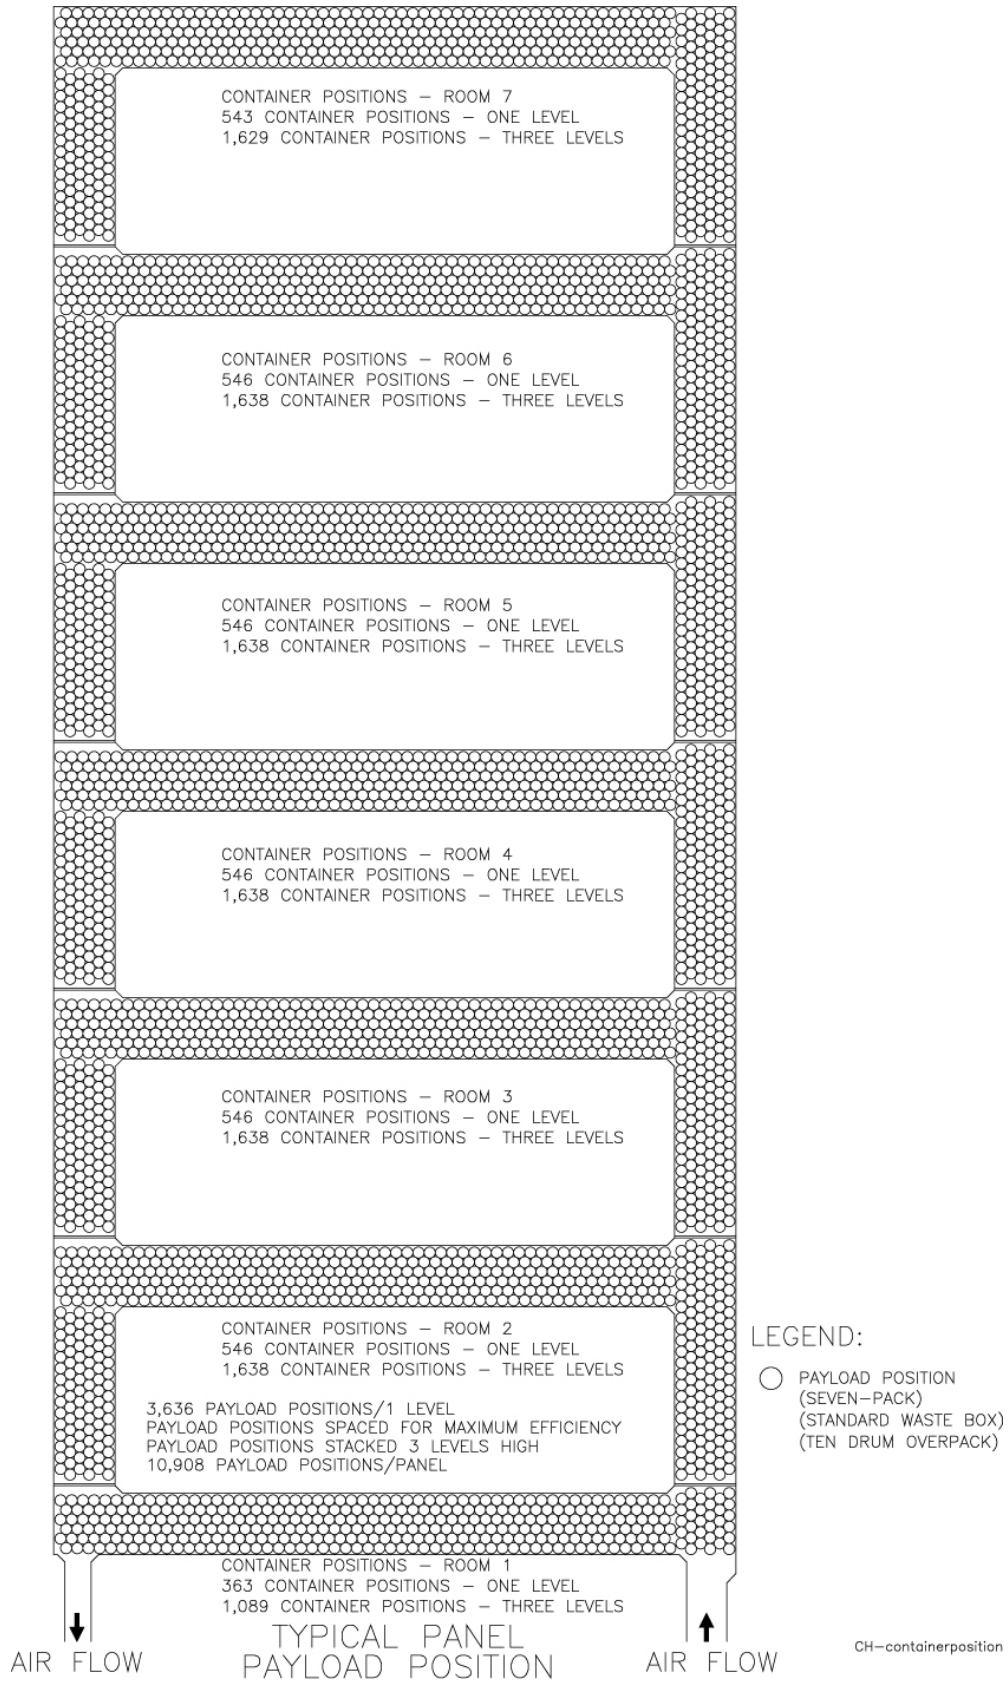 CONTAINER POSITIONS – ROOM 7
543 CONTAINER POSITIONS – ONE LEVEL
1,629 CONTAINER POSITIONS – THREE LEVELS
CONTAINER POSITIONS – ROOM 6
546 CONTAINER POSITIONS – ONE LEVEL
1,638 CONTAINER POSITIONS – THREE LEVELS
CONTAINER POSITIONS – ROOM 5
546 CONTAINER POSITIONS – ONE LEVEL
1,638 CONTAINER POSITIONS – THREE LEVELS
CONTAINER POSITIONS – ROOM 4
546 CONTAINER POSITIONS – ONE LEVEL
1,638 CONTAINER POSITIONS – THREE LEVELS
CONTAINER POSITIONS – ROOM 3
546 CONTAINER POSITIONS – ONE LEVEL
1,638 CONTAINER POSITIONS – THREE LEVELS
CONTAINER POSITIONS – ROOM 2
546 CONTAINER POSITIONS – ONE LEVEL
1,638 CONTAINER POSITIONS – THREE LEVELS
3,636 PAYLOAD POSITIONS/1 LEVEL
PAYLOAD POSITIONS SPACED FOR MAXIMUM EFFICIENCY
PAYLOAD POSITIONS STACKED 3 LEVELS HIGH
10,908 PAYLOAD POSITIONS/PANEL
LEGEND:
PAYLOAD POSITION
(SEVEN–PACK)
(STANDARD WASTE BOX)
(TEN DRUM OVERPACK)
CONTAINER POSITIONS – ROOM 1
363 CONTAINER POSITIONS – ONE LEVEL
1,089 CONTAINER POSITIONS – THREE LEVELS
TYPICAL PANEL
PAYLOAD POSITION
AIR FLOW
AIR FLOW
CH–containerposition